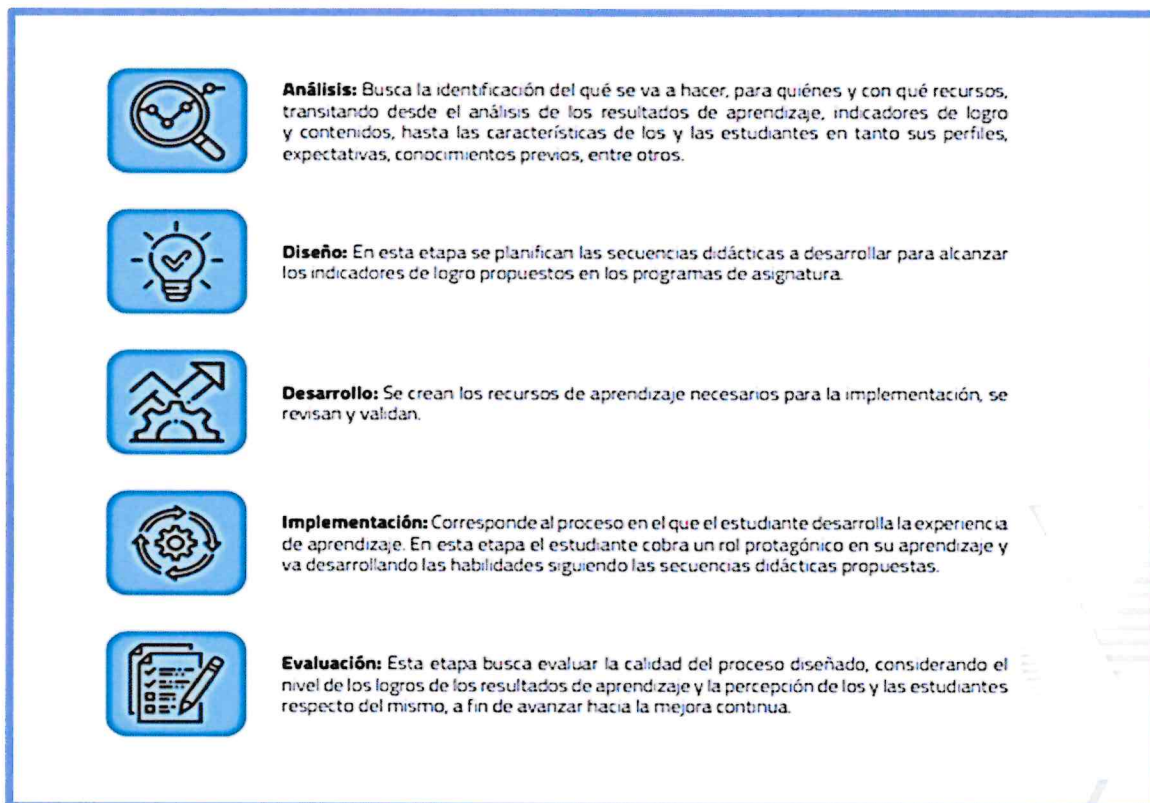 Análisis: Busca la identificación del qué se va a hacer, para quiénes y con qué recursos,
transitando desde el análisis de los resultados de aprendizaje, indicadores de logro
y contenidos, hasta las características de los y las estudiantes en tanto sus perfiles,
expectativas, conocimientos previos, entre otros.
Diseño: En esta etapa se planifican las secuencias didácticas a desarrollar para alcanzar
los indicadores de logro propuestos en los programas de asignatura.
Desarrollo: Se crean los recursos de aprendizaje necesarios para la implementación, se
revisan y validan.
Implementación: Corresponde al proceso en el que el estudiante desarrolla la experiencia
de aprendizaje. En esta etapa el estudiante cobra un rol protagónico en su aprendizaje y
va desarrollando las habilidades siguiendo las secuencias didácticas propuestas.
Evaluación: Esta etapa busca evaluar la calidad del proceso diseñado, considerando el
nivel de los logros de los resultados de aprendizaje y la percepción de los y las estudiantes
respecto del mismo, a fin de avanzar hacia la mejora continua.